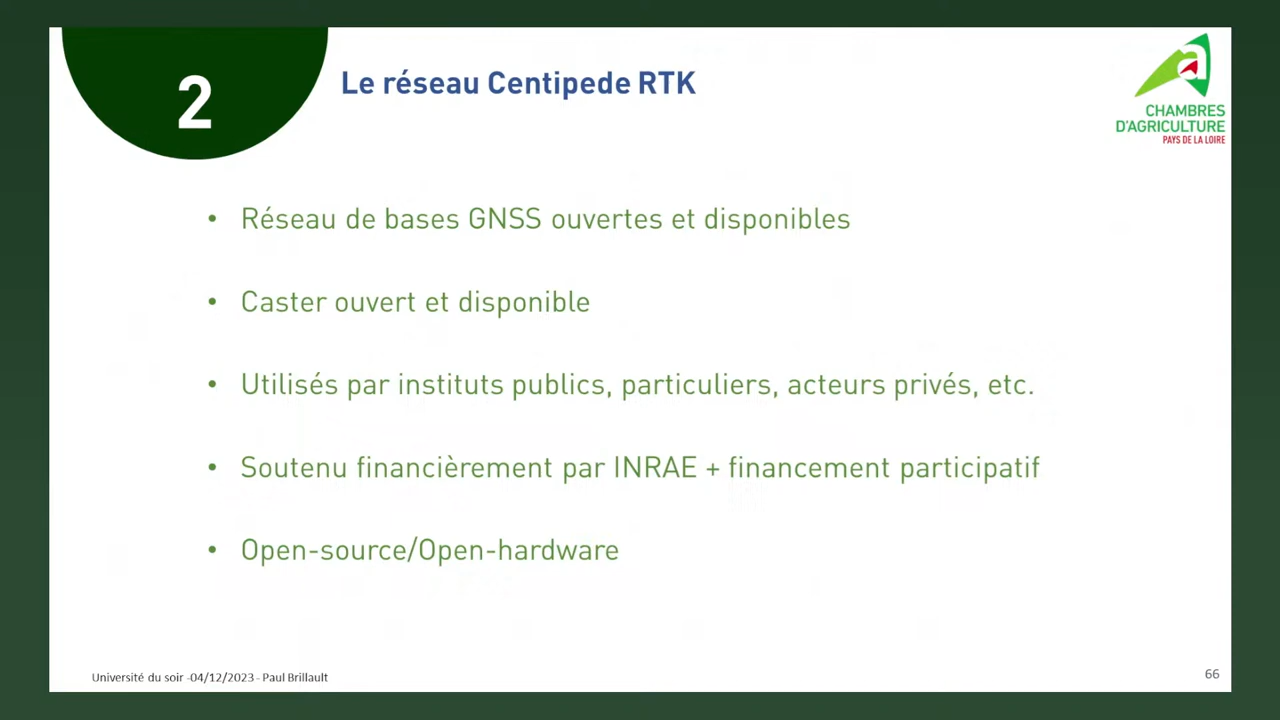 2
Le réseau Centipede RTK
CHAMBRES
D'AGRICULTURE
PAYS DE LA LOIRE
• Réseau de bases GNSS ouvertes et disponibles
• Caster ouvert et disponible
• Utilisés par instituts publics, particuliers, acteurs privés, etc.
• Soutenu financièrement par INRAE + financement participatif
• Open-source/Open-hardware
Université du soir -04/12/2023 - Paul Brillault
66